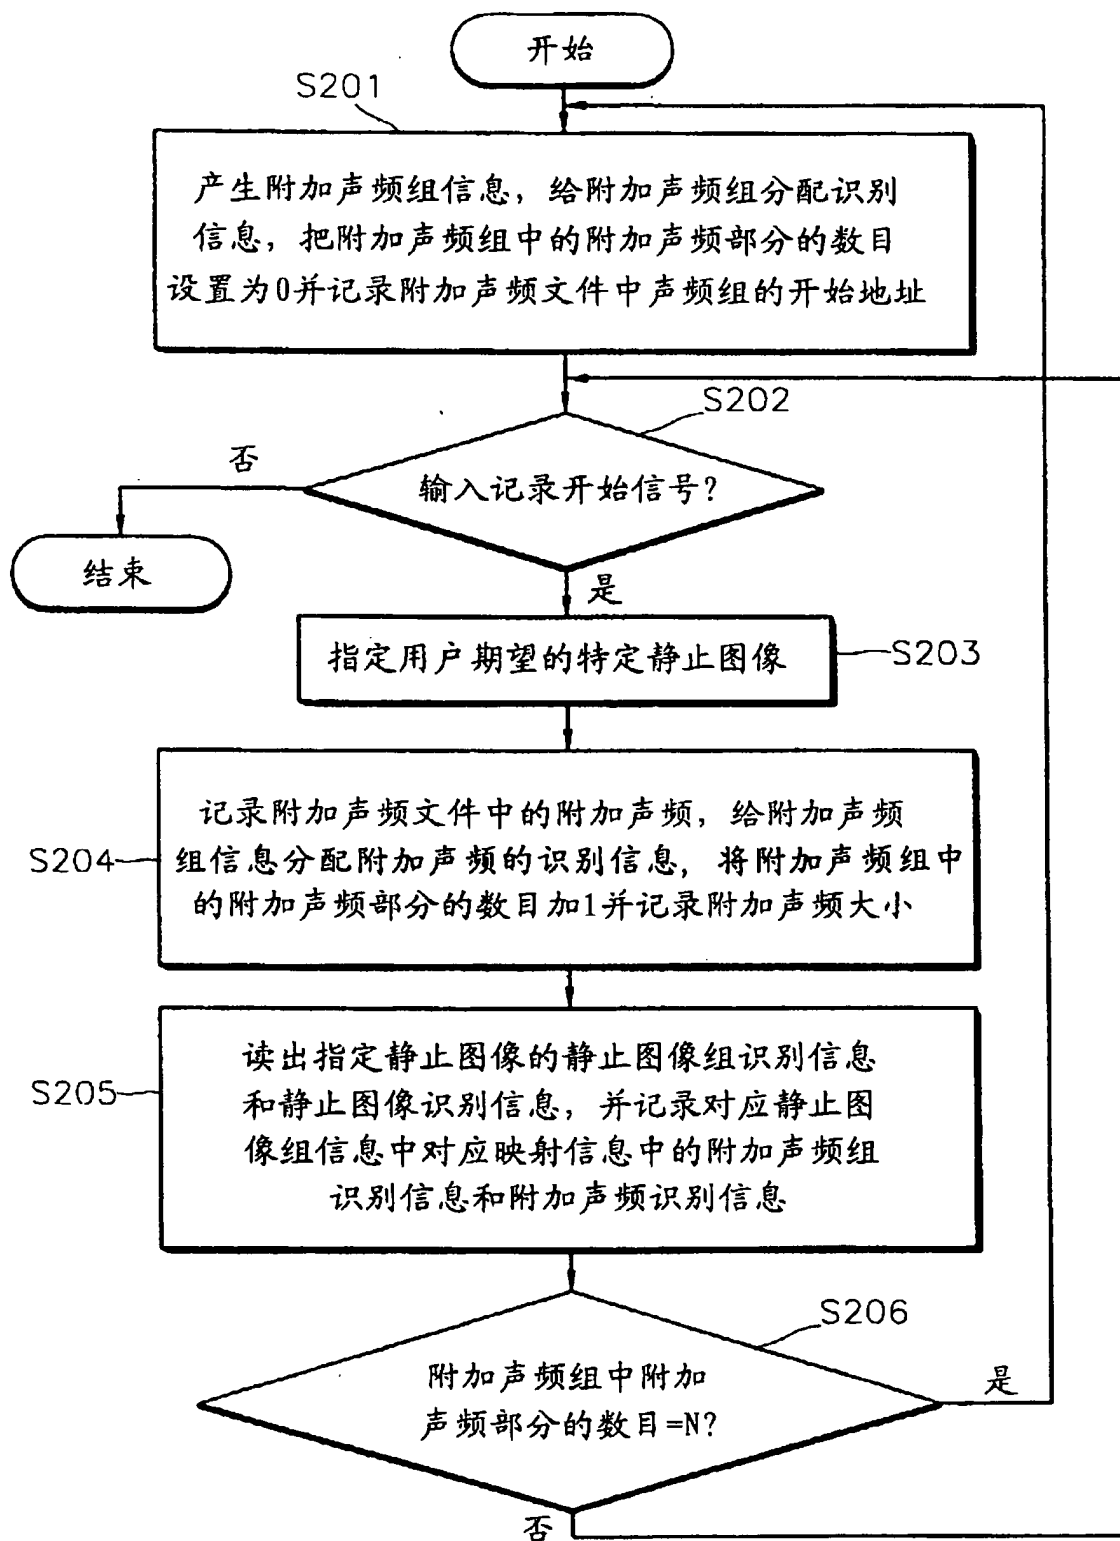 开始
S201
产生附加声频组信息，给附加声频组分配识别
信息，把附加声频组中的附加声频部分的数目
设置为0并记录附加声频文件中声频组的开始地址
S202
否
输入记录开始信号？
结束
是
指定用户期望的特定静止图像
S203
记录附加声频文件中的附加声频，给附加声频
组信息分配附加声频的识别信息，将附加声频组中
的附加声频部分的数目加1并记录附加声频大小
S204
读出指定静止图像的静止图像组识别信息
和静止图像识别信息，并记录对应静止图
像组信息中对应映射信息中的附加声频组
识别信息和附加声频识别信息
S205
S206
附加声频组中附加
声频部分的数目=N？
是
否